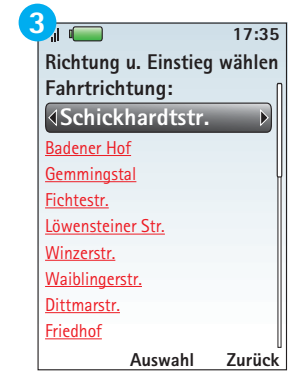 3
17:35
Richtung u. Einstieg wählen
Fahrtrichtung:
Schickhardtstr.
Badener Hof
Gemmingstal
Fichtestr.
Löwensteiner Str.
Winzerstr.
Waiblingerstr.
Dittmarstr.
Friedhof
Auswahl Zurück